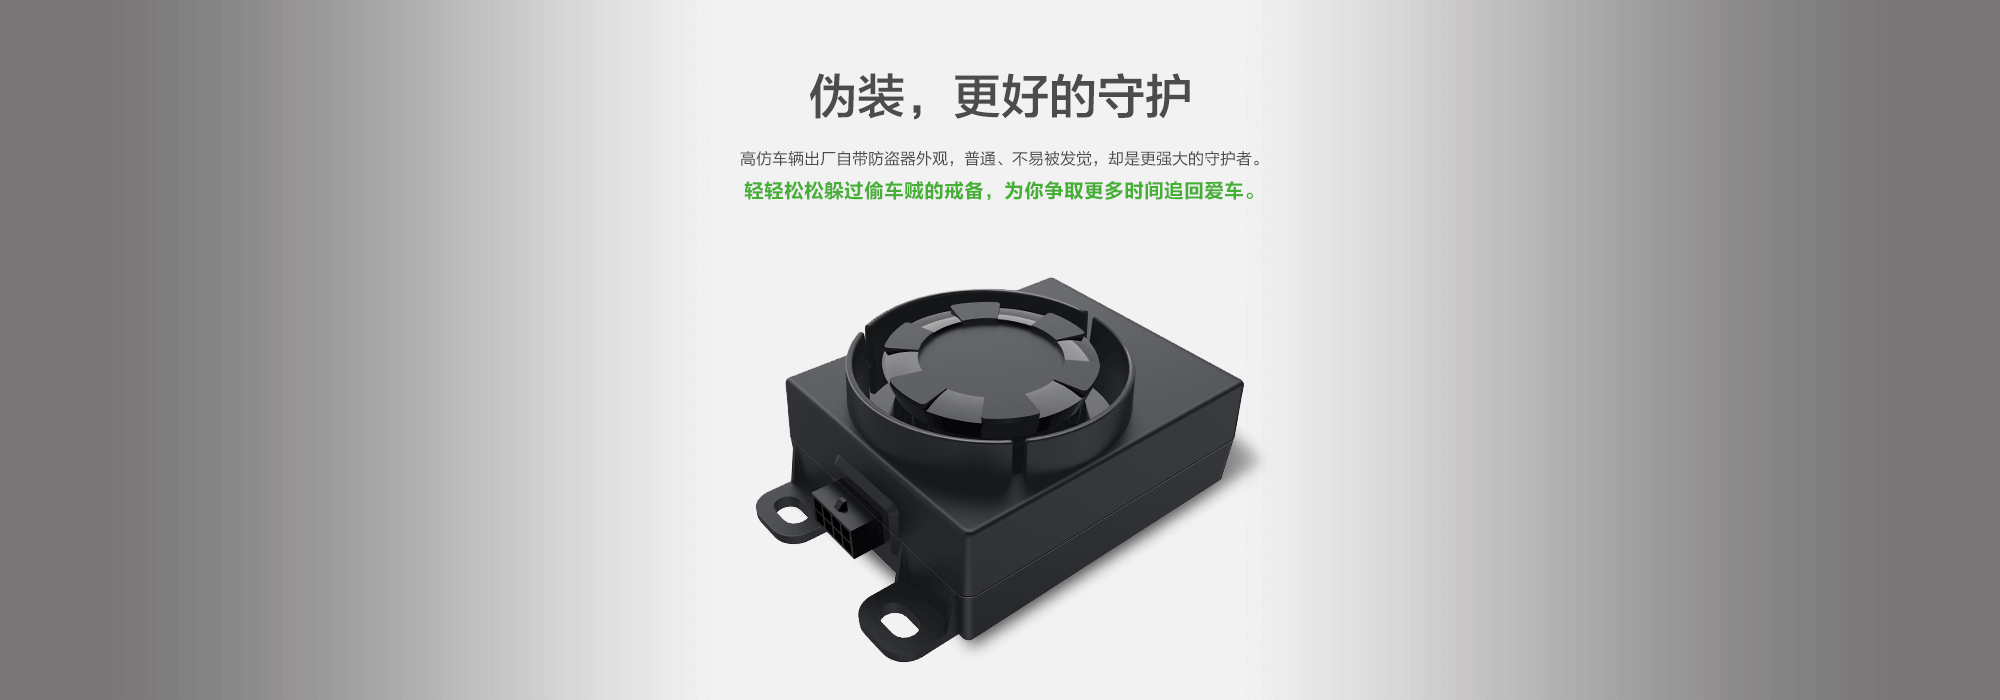 伪装，更好的守护
高仿车辆出厂自带防盗器外观，普通、不易被发觉，却是更强大的守护者。
轻轻松松躲过偷车贼的戒备，为你争取更多时间追回爱车。